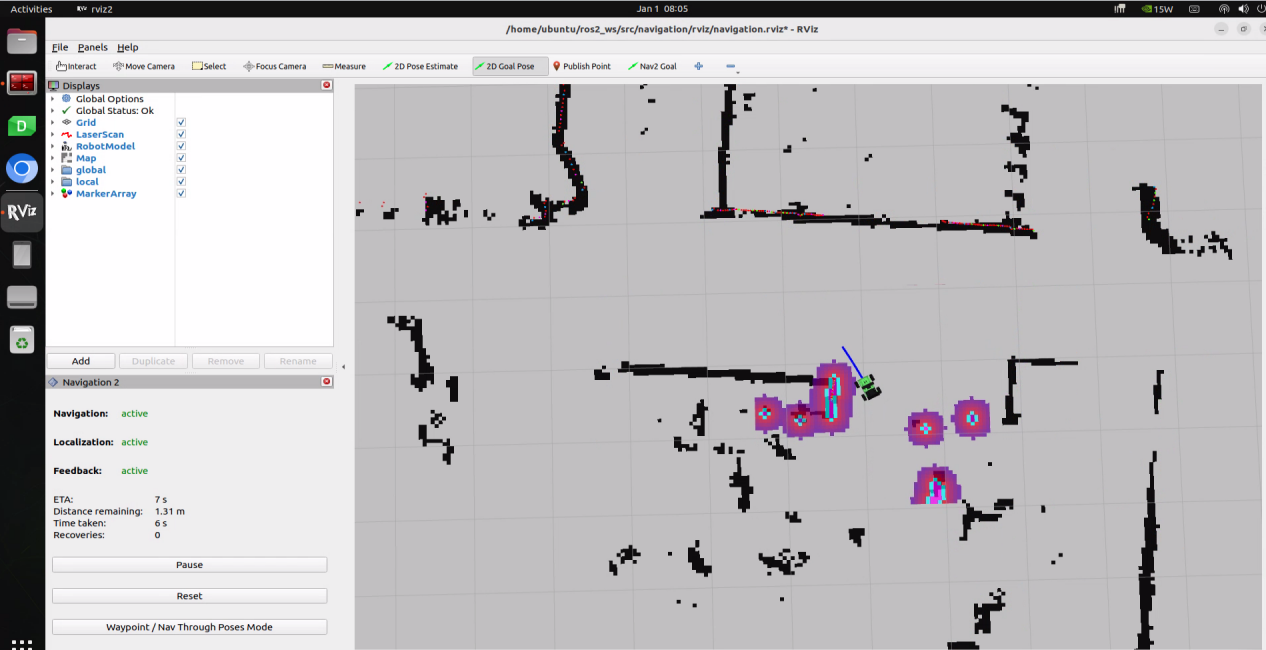 Activities
rviz2
Jan 1 08:05
15W
/home/ubuntu/ros2_ws/src/navigation/rviz/navigation.rviz* - RViz
File Panels Help
Interact
Move Camera
Select
Focus Camera
Measure
2D Pose Estimate
2D Goal Pose
Publish Point
Nav2 Goal
Displays
Global Options
Global Status: Ok
Grid
LaserScan
RobotModel
Map
global
local
MarkerArray
Add
Duplicate
Remove
Rename
Navigation 2
Navigation: active
Localization: active
Feedback: active
ETA: 7 s
Distance remaining: 1.31 m
Time taken: 6 s
Recoveries: 0
Pause
Reset
Waypoint / Nav Through Poses Mode
D
RViz